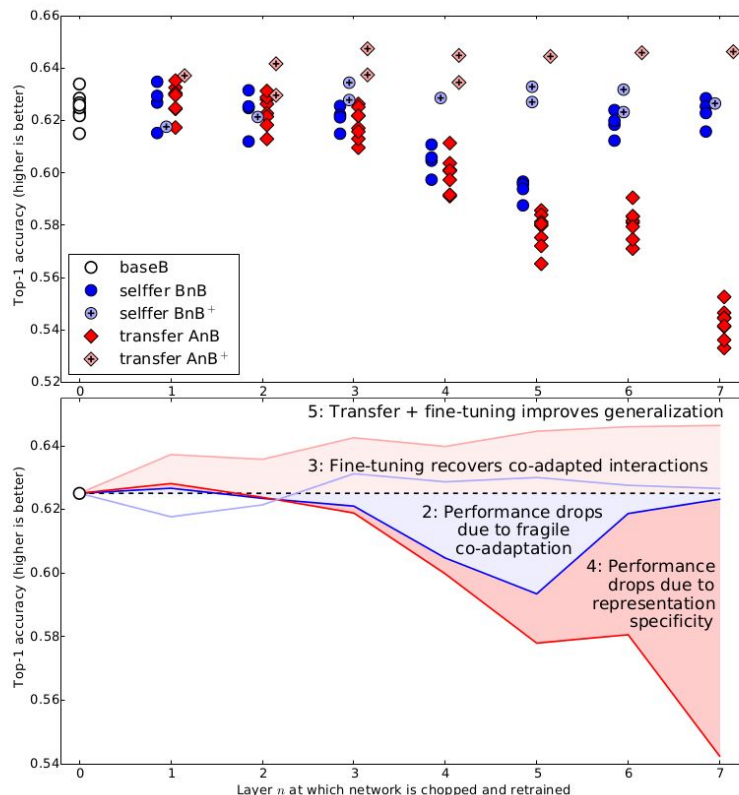 0.66
0.64
0.62
0.60
0.58
0.56
0.54
0.52
Top-1 accuracy (higher is better)
baseB
selffer BnB
selffer BnB⁺
transfer AnB
transfer AnB⁺
0 1 2 3 4 5 6 7
5: Transfer + fine-tuning improves generalization
3: Fine-tuning recovers co-adapted interactions
2: Performance drops
due to fragile
co-adaptation
4: Performance
drops due to
representation
specificity
0.64
0.62
0.60
0.58
0.56
0.54
Top-1 accuracy (higher is better)
0 1 2 3 4 5 6 7
Layer n at which network is chopped and retrained